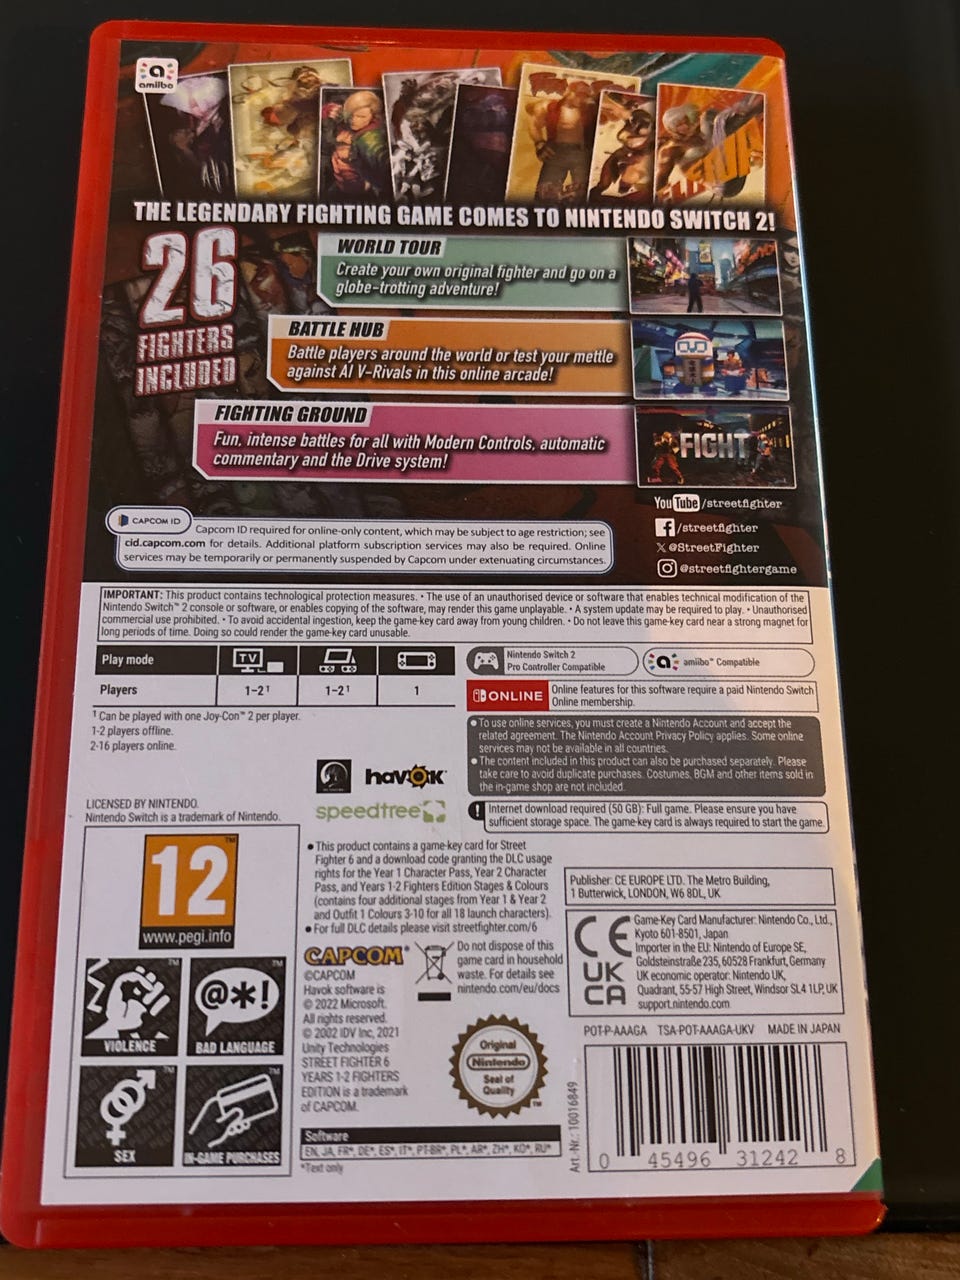 amiibo
THE LEGENDARY FIGHTING GAME COMES TO NINTENDO SWITCH 2!
26
FIGHTERS
INCLUDED
WORLD TOUR
Create your own original fighter and go on a
globe-trotting adventure!
BATTLE HUB
Battle players around the world or test your mettle
against AI V-Rivals in this online arcade!
FIGHTING GROUND
Fun, intense battles for all with Modern Controls, automatic
commentary and the Drive system!
FIGHT
YouTube/streetfighter
/streetfighter
X @StreetFighter
@streetfightergame
CAPCOM ID
Capcom ID required for online-only content, which may be subject to age restriction; see
cid.capcom.com for details. Additional platform subscription services may also be required. Online
services may be temporarily or permanently suspended by Capcom under extenuating circumstances.
IMPORTANT: This product contains technological protection measures. • The use of an unauthorised device or software that enables technical modification of the
Nintendo Switch™ 2 console or software, or enables copying of the software, may render this game unplayable. • A system update may be required to play. • Unauthorised
commercial use prohibited. • To avoid accidental ingestion, keep the game-key card away from young children. • Do not leave this game-key card near a strong magnet for
long periods of time. Doing so could render the game-key card unusable.
Play mode
TV
Players
1-2¹
1-2¹
1
¹ Can be played with one Joy-Con™ 2 per player.
1-2 players offline.
2-16 players online.
Nintendo Switch 2
Pro Controller Compatible
amiibo™ Compatible
ONLINE
Online features for this software require a paid Nintendo Switch
Online membership.
• To use online services, you must create a Nintendo Account and accept the
related agreement. The Nintendo Account Privacy Policy applies. Some online
services may not be available in all countries.
• The content included in this product can also be purchased separately. Please
take care to avoid duplicate purchases. Costumes, BGM and other items sold in
the in-game shop are not included.
! Internet download required (50 GB): Full game. Please ensure you have
sufficient storage space. The game-key card is always required to start the game.
havok
speedtree
LICENSED BY NINTENDO.
Nintendo Switch is a trademark of Nintendo.
12
www.pegi.info
VIOLENCE
@*!
BAD LANGUAGE
SEX
IN-GAME PURCHASES
• This product contains a game-key card for Street
Fighter 6 and a download code granting the DLC usage
rights for the Year 1 Character Pass, Year 2 Character
Pass, and Years 1-2 Fighters Edition Stages & Colours
(contains four additional stages from Year 1 & Year 2
and Outfit 1 Colours 3-10 for all 18 launch characters).
• For full DLC details please visit streetfighter.com/6
CAPCOM®
©CAPCOM
Havok software is
© 2022 Microsoft.
All rights reserved.
© 2002 IDV Inc, 2021
Unity Technologies
STREET FIGHTER 6
YEARS 1-2 FIGHTERS
EDITION is a trademark
of CAPCOM.
Do not dispose of this
game card in household
waste. For details see
nintendo.com/eu/docs
Original
Nintendo
Seal of
Quality
TM
Software
EN, JA, FR*, DE*, ES*, IT*, PT-BR*, PL*, AR*, ZH*, KO*, RU*
*Text only
Publisher: CE EUROPE LTD. The Metro Building,
1 Butterwick, LONDON, W6 8DL, UK
CE
UK
CA
Game-Key Card Manufacturer: Nintendo Co., Ltd.,
Kyoto 601-8501, Japan
Importer in the EU: Nintendo of Europe SE,
Goldsteinstraße 235, 60528 Frankfurt, Germany
UK economic operator: Nintendo UK,
Quadrant, 55-57 High Street, Windsor SL4 1LP, UK
support.nintendo.com
POT-P-AAAGA TSA-POT-AAAGA-UKV MADE IN JAPAN
Art.-Nr.: 10016849
0 45496 31242 8